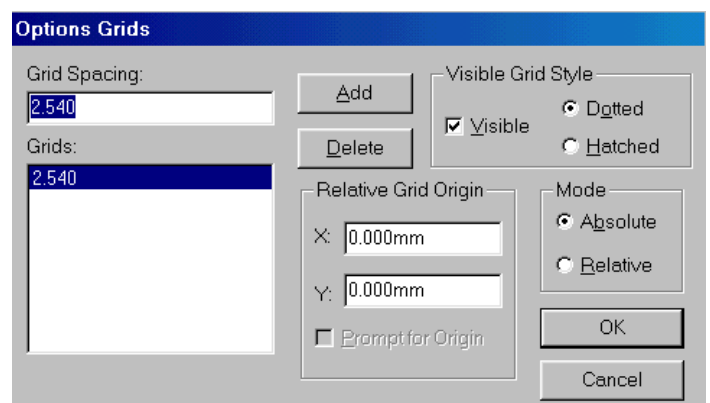 Options Grids
Grid Spacing:
2.540
Grids:
2.540
Add
Delete
Visible Grid Style
Visible
Dotted
Hatched
Relative Grid Origin
X: 0.000mm
Y: 0.000mm
Prompt for Origin
Mode
Absolute
Relative
OK
Cancel